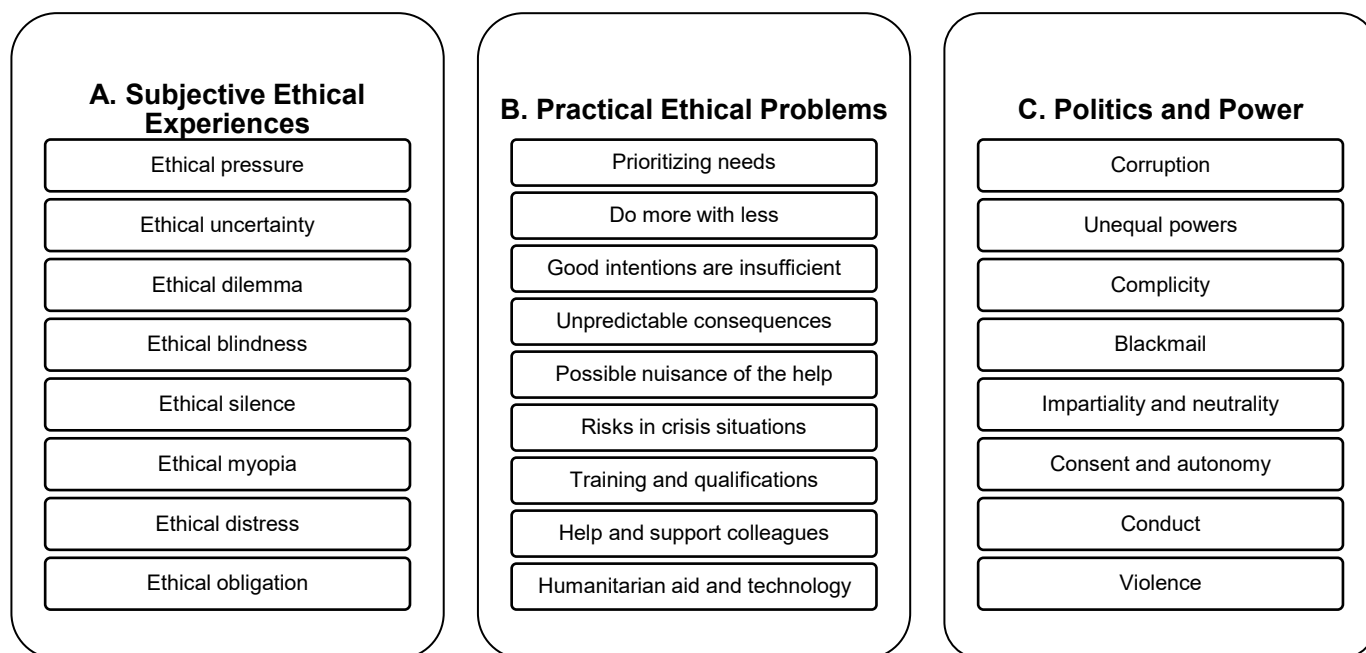 A. Subjective Ethical
Experiences
Ethical pressure
Ethical uncertainty
Ethical dilemma
Ethical blindness
Ethical silence
Ethical myopia
Ethical distress
Ethical obligation
B. Practical Ethical Problems
Prioritizing needs
Do more with less
Good intentions are insufficient
Unpredictable consequences
Possible nuisance of the help
Risks in crisis situations
Training and qualifications
Help and support colleagues
Humanitarian aid and technology
C. Politics and Power
Corruption
Unequal powers
Complicity
Blackmail
Impartiality and neutrality
Consent and autonomy
Conduct
Violence